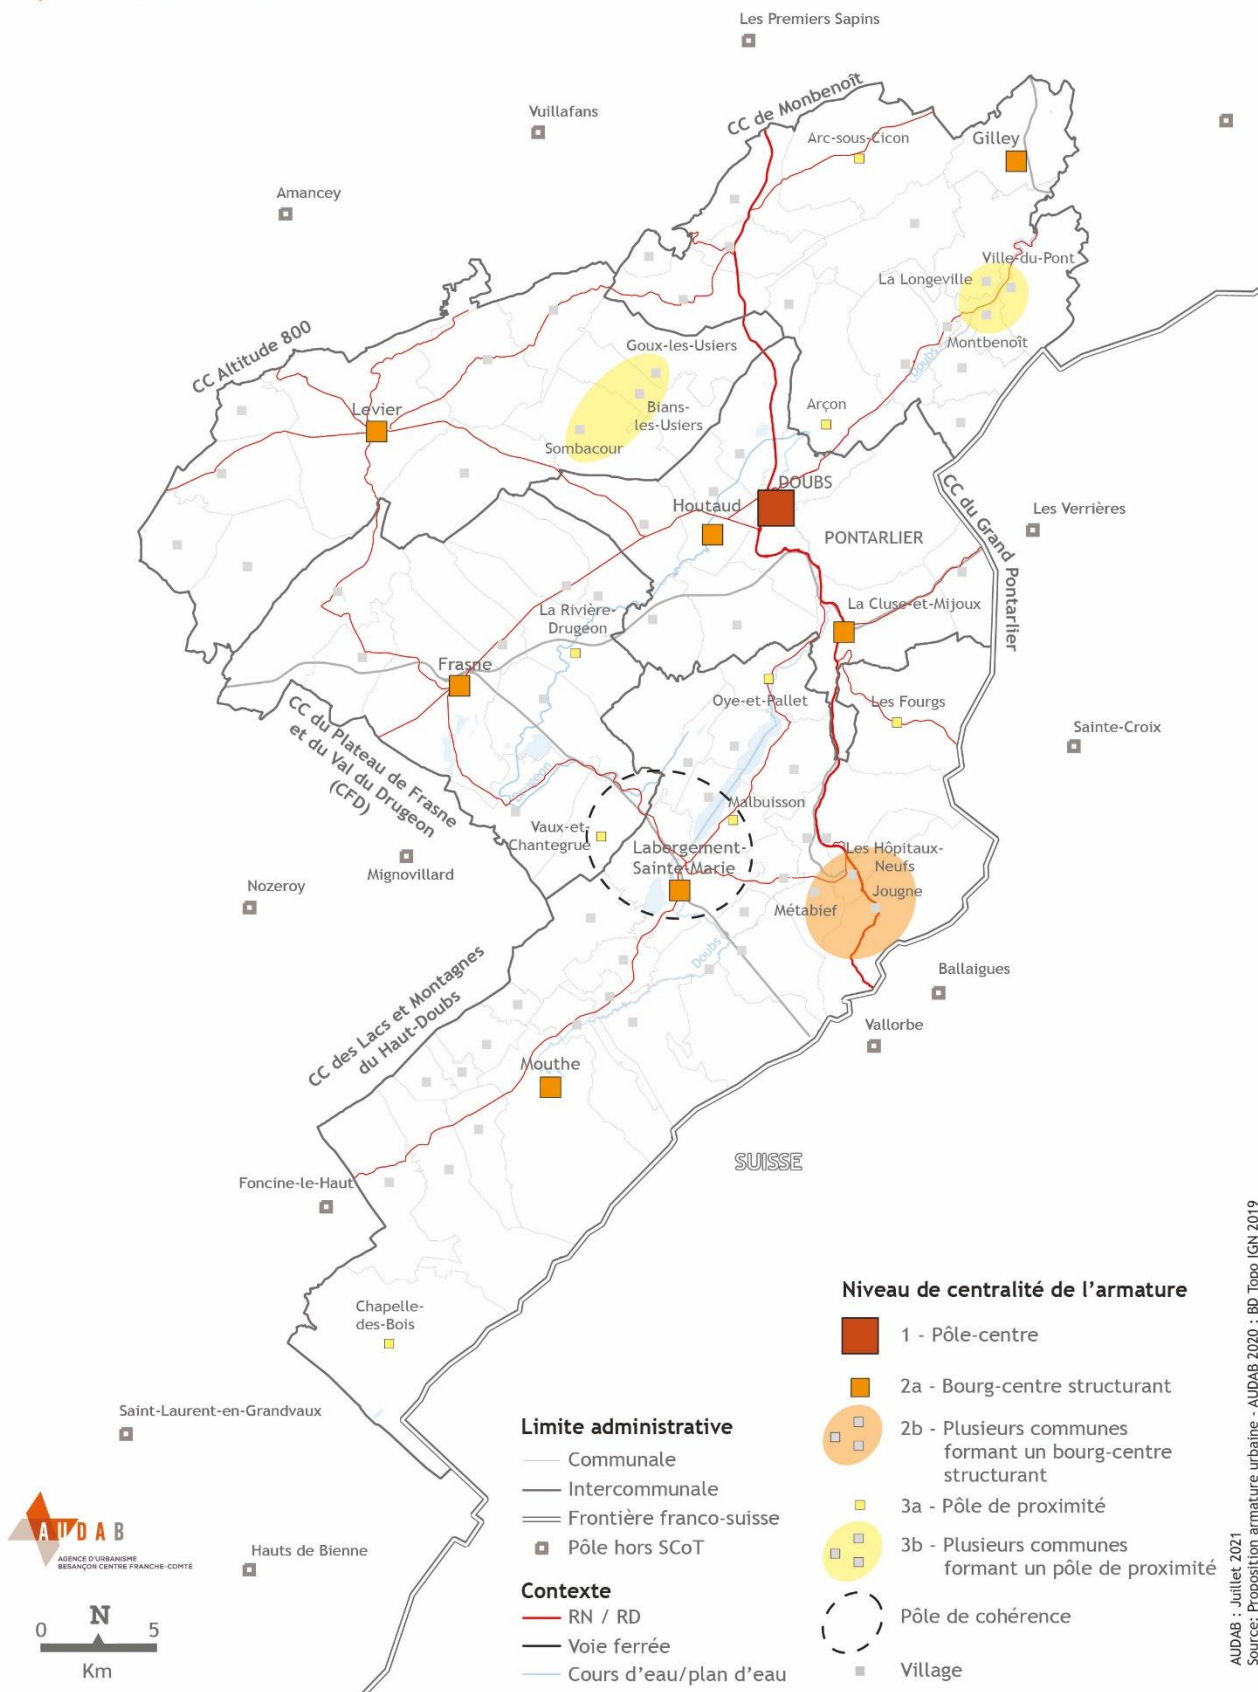 Les Premiers Sapins
Vuillafans
CC de Monbenoît
Arc-sous-Cicon
Gilley
Amancey
Ville-du-Pont
La Longeville
CC Altitude 800
Goux-les-Usiers
Montbenoît
Doubs
Levier
Bians-
les-Usiers
Arçon
Sombacour
DOUBS
Houtaud
CC du Grand Pontarlier
Les Verrières
PONTARLIER
La Rivière-
Drugeon
La Cluse-et-Mijoux
Frasne
Oye-et-Pallet
Les Fourgs
CC du Plateau de Frasne
et du Val du Drugeon
(CFD)
Sainte-Croix
Drugeon
Malbuisson
Vaux-et-
Chantegrue
Labergement-
Sainte-Marie
Les Hôpitaux-
Neufs
Mignovillard
Jougne
Nozeroy
Métabief
Doubs
CC des Lacs et Montagnes
du Haut-Doubs
Ballaigues
Vallorbe
Mouthe
SUISSE
Foncine-le-Haut
Chapelle-
des-Bois
Saint-Laurent-en-Grandvaux
Hauts de Bienne
AUDAB
AGENCE D'URBANISME
BESANÇON CENTRE FRANCHE-COMTÉ
N
0 5
Km
Limite administrative
Communale
Intercommunale
Frontière franco-suisse
Pôle hors SCoT
Contexte
RN / RD
Voie ferrée
Cours d'eau/plan d'eau
Niveau de centralité de l'armature
1 - Pôle-centre
2a - Bourg-centre structurant
2b - Plusieurs communes
formant un bourg-centre
structurant
3a - Pôle de proximité
3b - Plusieurs communes
formant un pôle de proximité
Pôle de cohérence
Village
AUDAB : Juillet 2021
Source: Proposition armature urbaine - AUDAB 2020 ; BD Topo IGN 2019